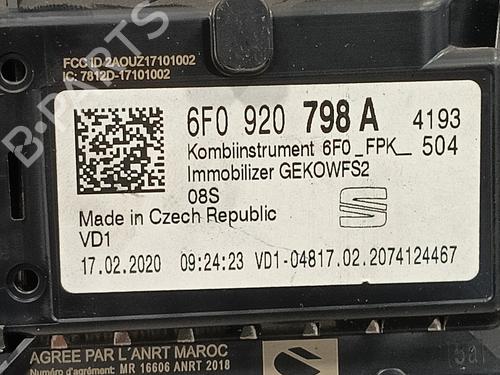 FCC ID 2AOUZ17101002
IC: 7812D-17101002
6F0 920 798 A 4193
Kombiinstrument 6F0_FPK_ 504
Immobilizer GEKOWFS2
08S
Made in Czech Republic
VD1
17.02.2020 09:24:23 VD1-04817.02.2074124467
AGREE PAR L'ANRT MAROC
Numéro d'agrément: MR 16606 ANRT 2018
B-PARTS